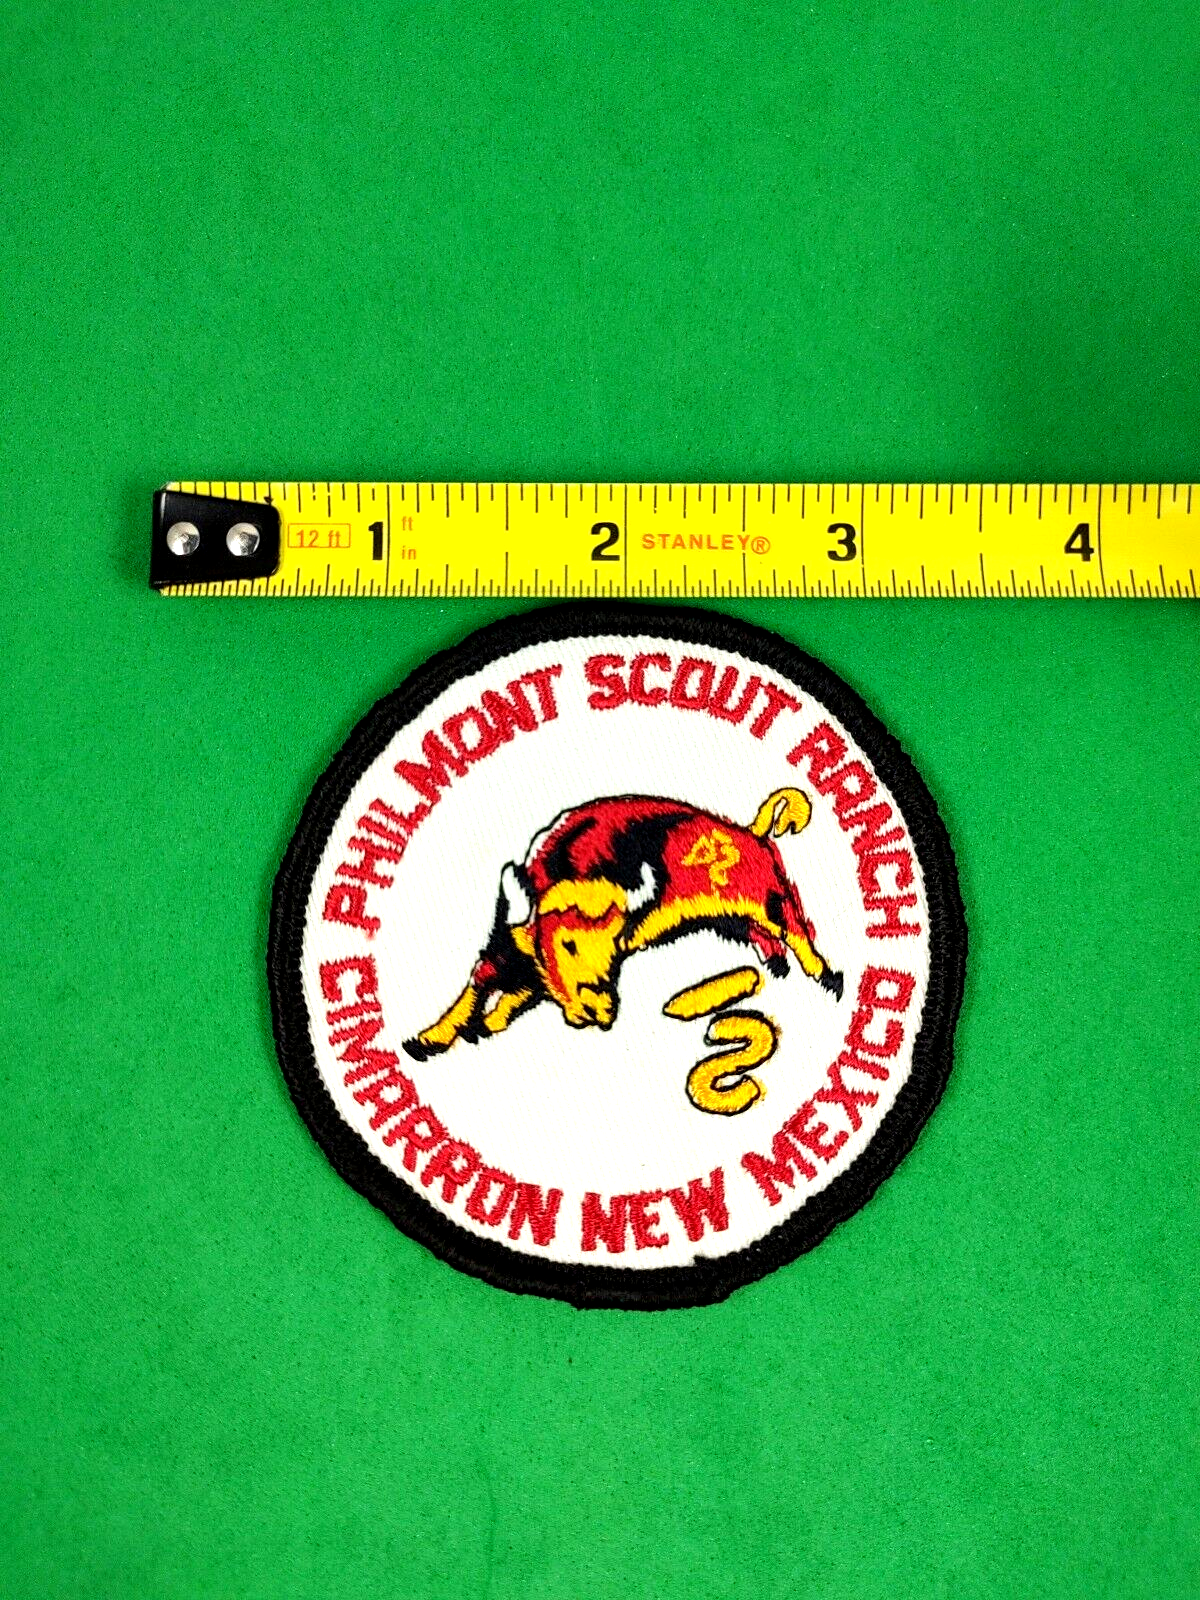 12 ft 1 ft in 2 STANLEY® 3 4
PHILMONT SCOUT RANCH
CIMARRON NEW MEXICO